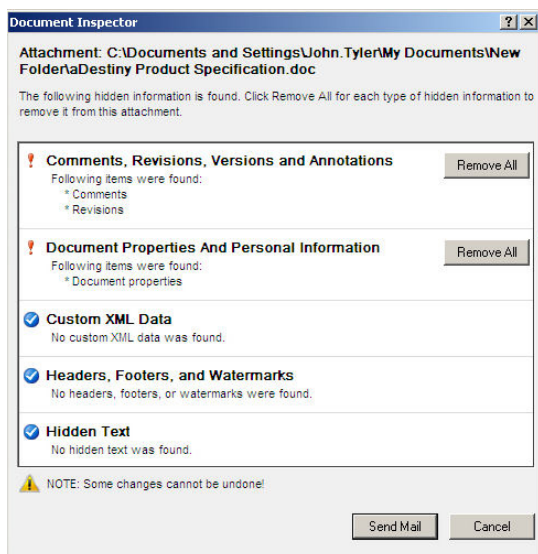 Document Inspector
Attachment: C:\Documents and Settings\John.Tyler\My Documents\New
Folder\aDestiny Product Specification.doc
The following hidden information is found. Click Remove All for each type of hidden information to
remove it from this attachment.
Comments, Revisions, Versions and Annotations
Remove All
Following items were found:
* Comments
* Revisions
Document Properties And Personal Information
Remove All
Following items were found:
* Document properties
Custom XML Data
No custom XML data was found.
Headers, Footers, and Watermarks
No headers, footers, or watermarks were found.
Hidden Text
No hidden text was found.
NOTE: Some changes cannot be undone!
Send Mail Cancel